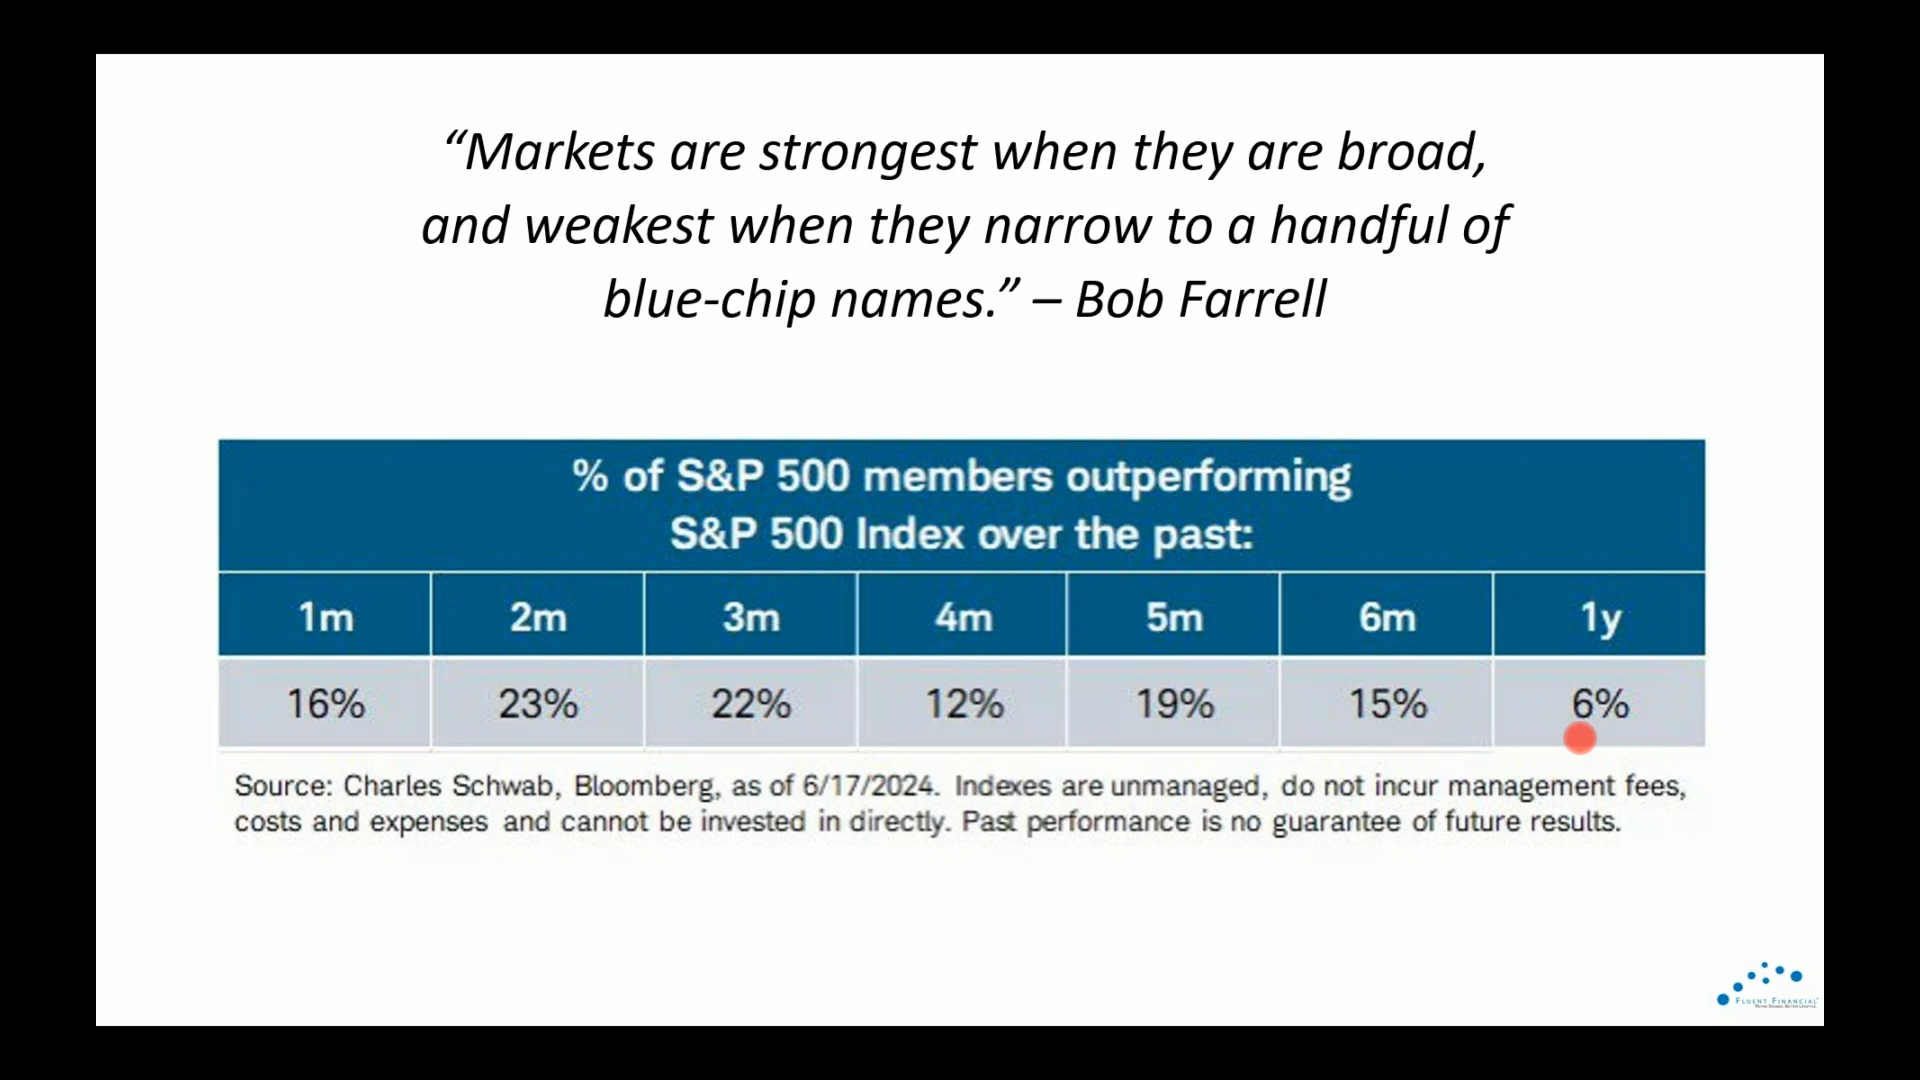 “Markets are strongest when they are broad,
and weakest when they narrow to a handful of
blue-chip names.” – Bob Farrell
% of S&P 500 members outperforming
S&P 500 Index over the past:
1m 2m 3m 4m 5m 6m 1y
16% 23% 22% 12% 19% 15% 6%
Source: Charles Schwab, Bloomberg, as of 6/17/2024. Indexes are unmanaged, do not incur management fees,
costs and expenses and cannot be invested in directly. Past performance is no guarantee of future results.
FLUENT FINANCIAL